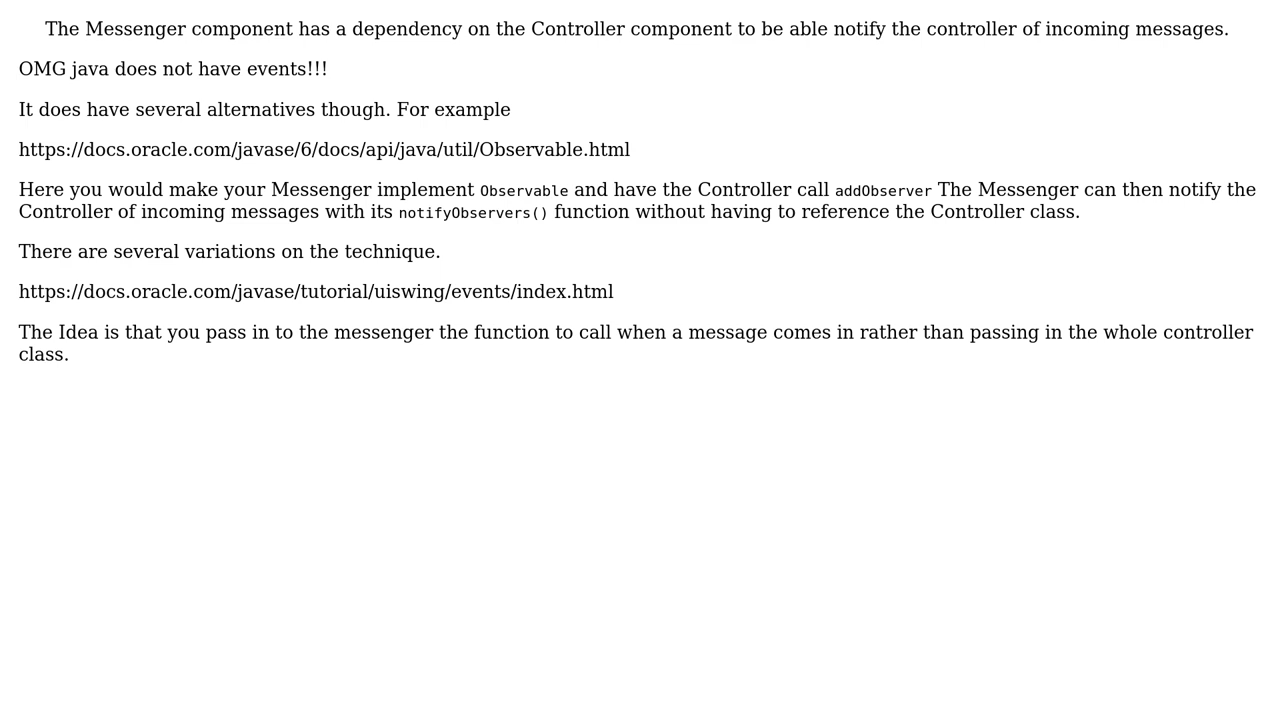 The Messenger component has a dependency on the Controller component to be able notify the controller of incoming messages.
OMG java does not have events!!!
It does have several alternatives though. For example
https://docs.oracle.com/javase/6/docs/api/java/util/Observable.html
Here you would make your Messenger implement Observable and have the Controller call addObserver The Messenger can then notify the
Controller of incoming messages with its notifyObservers() function without having to reference the Controller class.
There are several variations on the technique.
https://docs.oracle.com/javase/tutorial/uiswing/events/index.html
The Idea is that you pass in to the messenger the function to call when a message comes in rather than passing in the whole controller
class.